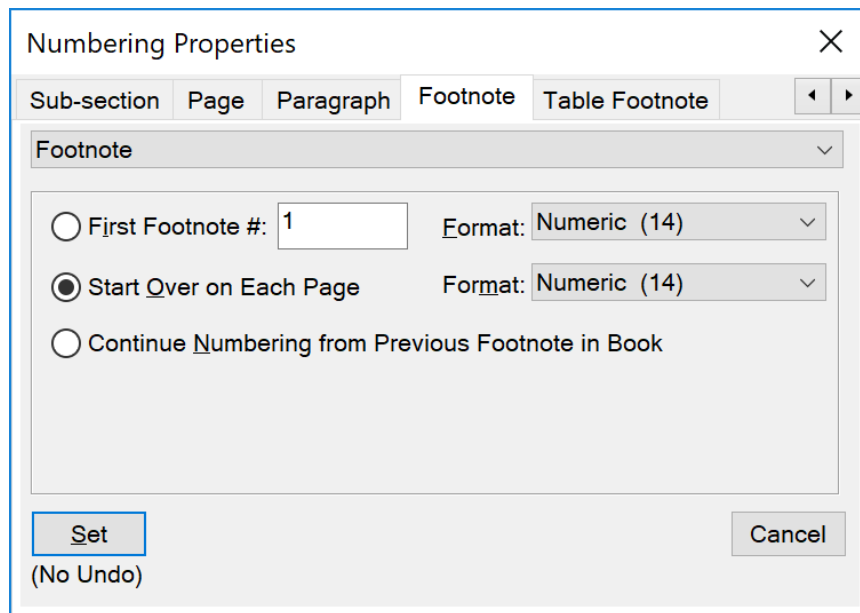 Numbering Properties
Sub-section Page Paragraph Footnote Table Footnote
Footnote
First Footnote #: 1 Format: Numeric (14)
Start Over on Each Page Format: Numeric (14)
Continue Numbering from Previous Footnote in Book
Set Cancel
(No Undo)